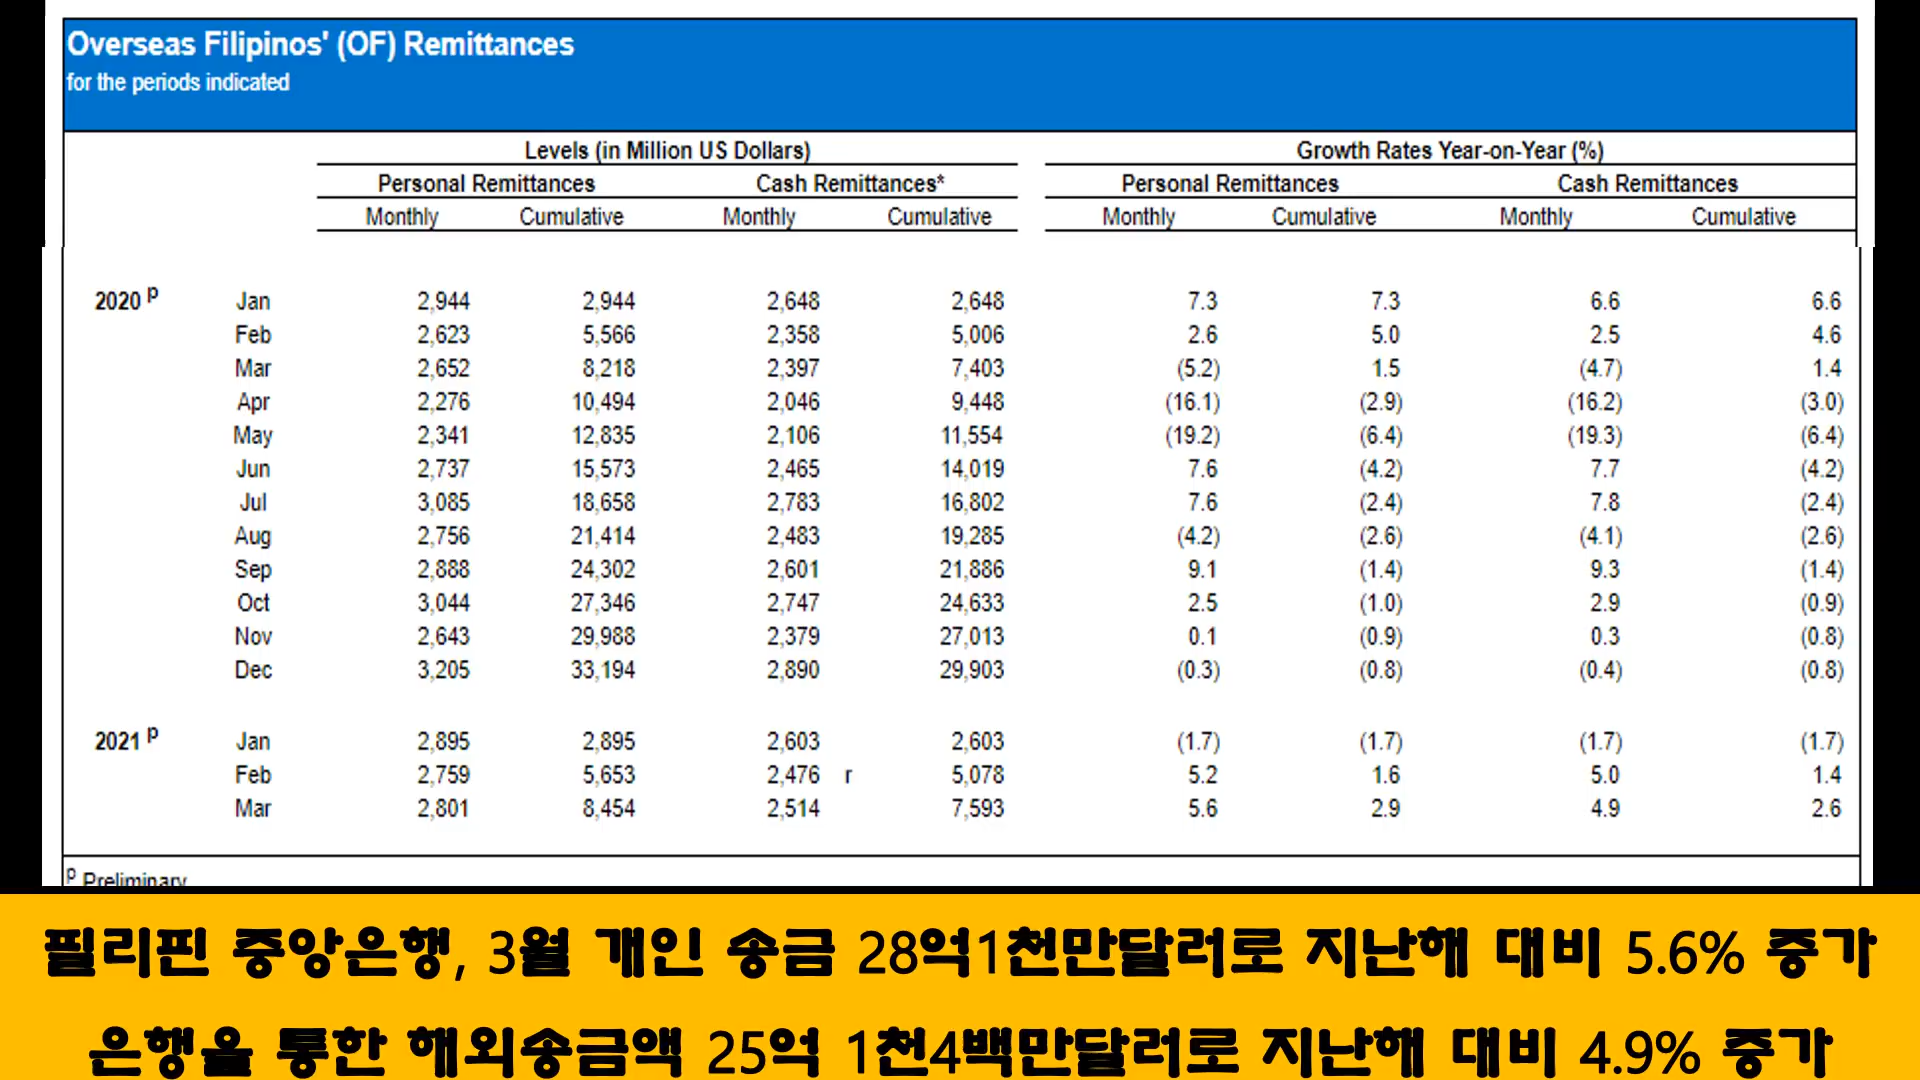 Overseas Filipinos' (OF) Remittances
for the periods indicated
Levels (in Million US Dollars) Growth Rates Year-on-Year (%)
Personal Remittances Cash Remittances* Personal Remittances Cash Remittances
Monthly Cumulative Monthly Cumulative Monthly Cumulative Monthly Cumulative
2020 p Jan 2,944 2,944 2,648 2,648 7.3 7.3 6.6 6.6
Feb 2,623 5,566 2,358 5,006 2.6 5.0 2.5 4.6
Mar 2,652 8,218 2,397 7,403 (5.2) 1.5 (4.7) 1.4
Apr 2,276 10,494 2,046 9,448 (16.1) (2.9) (16.2) (3.0)
May 2,341 12,835 2,106 11,554 (19.2) (6.4) (19.3) (6.4)
Jun 2,737 15,573 2,465 14,019 7.6 (4.2) 7.7 (4.2)
Jul 3,085 18,658 2,783 16,802 7.6 (2.4) 7.8 (2.4)
Aug 2,756 21,414 2,483 19,285 (4.2) (2.6) (4.1) (2.6)
Sep 2,888 24,302 2,601 21,886 9.1 (1.4) 9.3 (1.4)
Oct 3,044 27,346 2,747 24,633 2.5 (1.0) 2.9 (0.9)
Nov 2,643 29,988 2,379 27,013 0.1 (0.9) 0.3 (0.8)
Dec 3,205 33,194 2,890 29,903 (0.3) (0.8) (0.4) (0.8)
2021 p Jan 2,895 2,895 2,603 2,603 (1.7) (1.7) (1.7) (1.7)
Feb 2,759 5,653 2,476 r 5,078 5.2 1.6 5.0 1.4
Mar 2,801 8,454 2,514 7,593 5.6 2.9 4.9 2.6
p Preliminary
필리핀 중앙은행, 3월 개인 송금 28억1천만달러로 지난해 대비 5.6% 증가
은행을 통한 해외송금액 25억 1천4백만달러로 지난해 대비 4.9% 증가